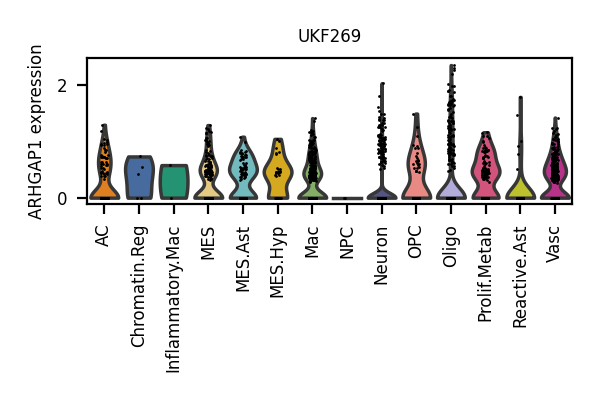 UKF269
ARHGAP1 expression
2
0
AC
Chromatin.Reg
Inflammatory.Mac
MES
MES.Ast
MES.Hyp
Mac
NPC
Neuron
OPC
Oligo
Prolif.Metab
Reactive.Ast
Vasc